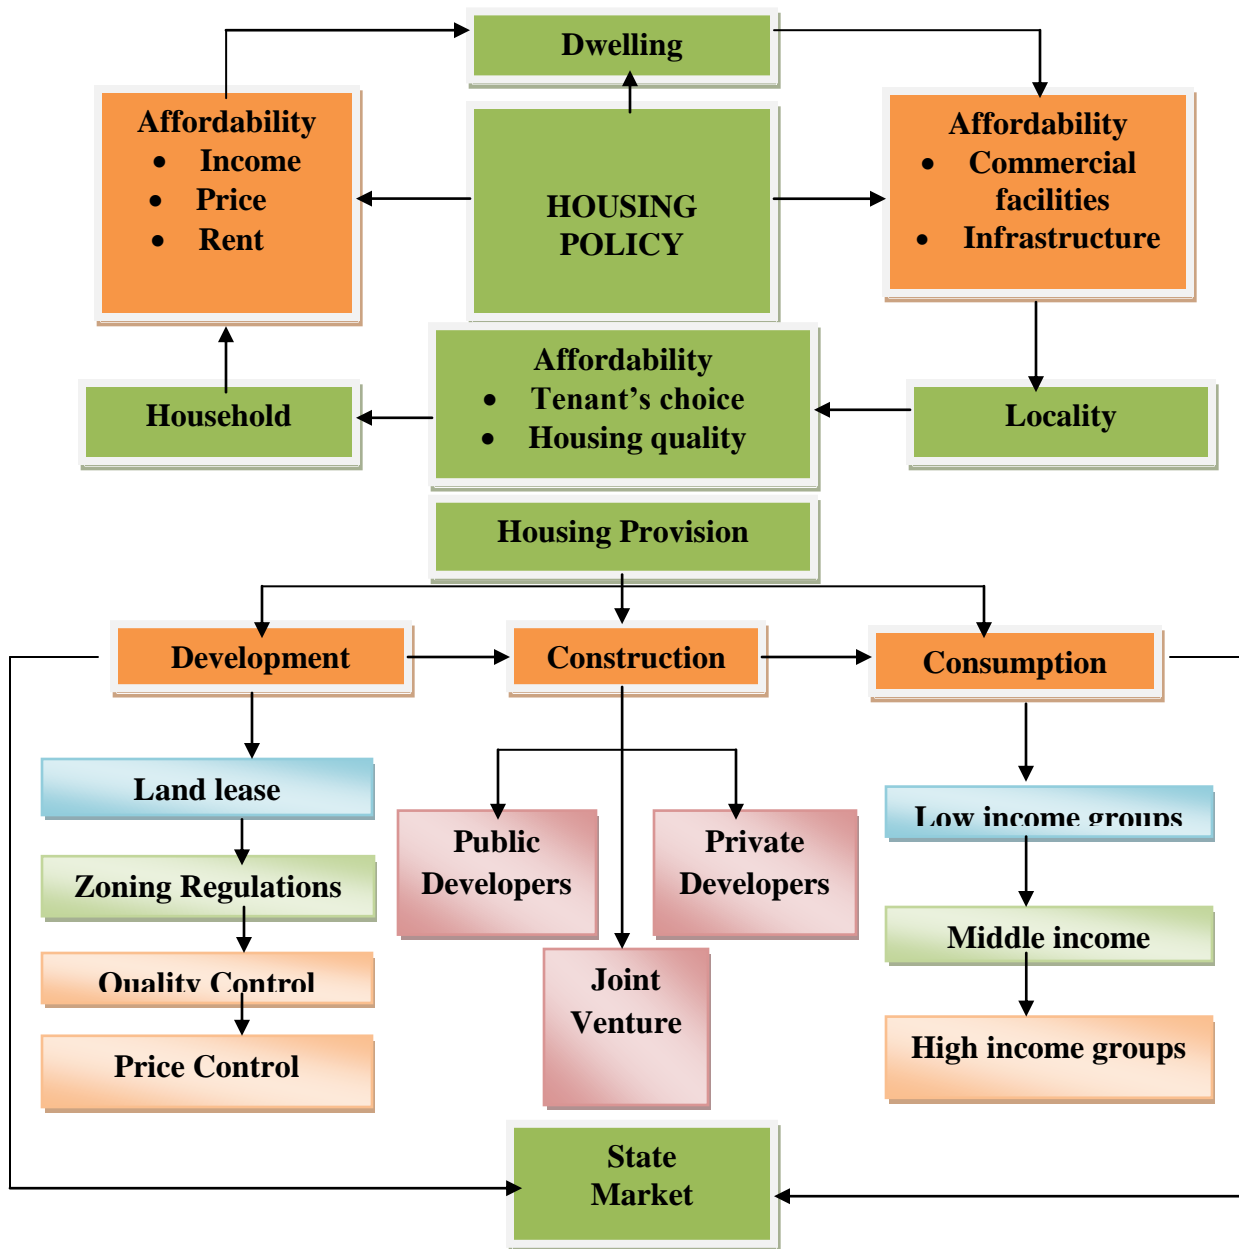 Dwelling
Affordability
• Income
• Price
• Rent
HOUSING
POLICY
Affordability
• Commercial
facilities
• Infrastructure
Household
Affordability
• Tenant’s choice
• Housing quality
Locality
Housing Provision
Development
Construction
Consumption
Land lease
Zoning Regulations
Quality Control
Price Control
Public
Developers
Private
Developers
Joint
Venture
Low income groups
Middle income
High income groups
State
Market